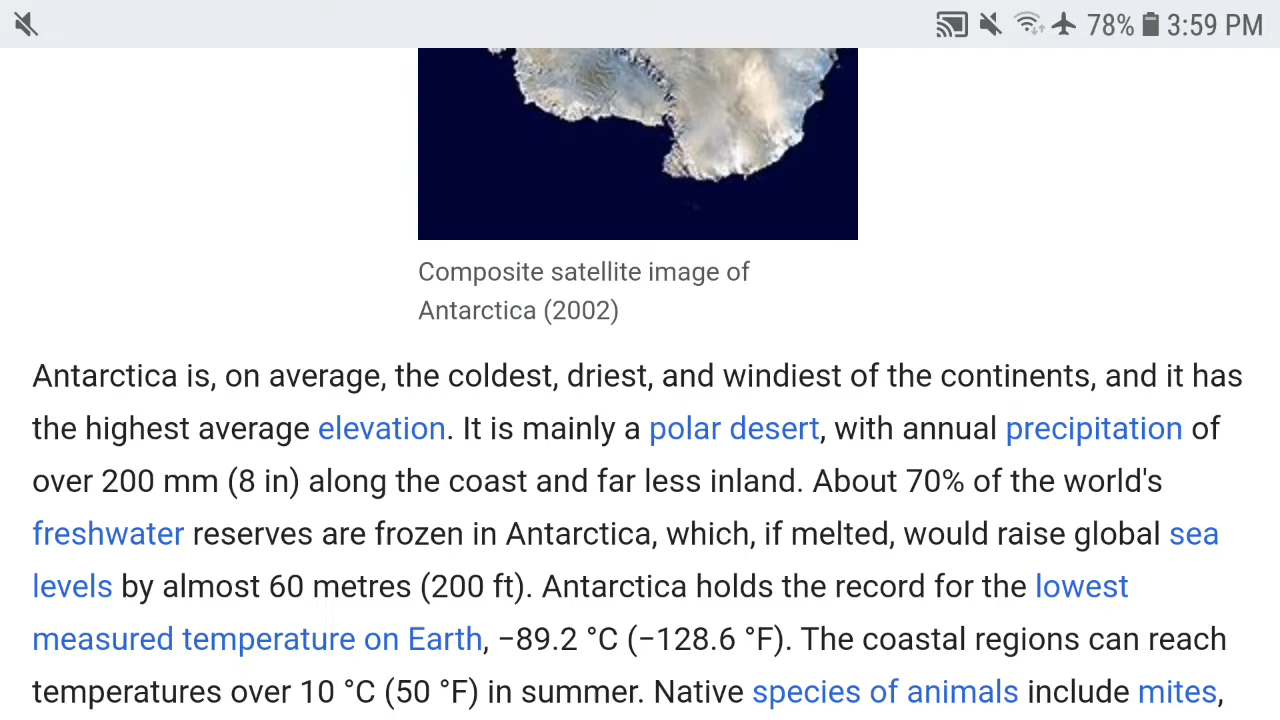 78% 3:59 PM
Composite satellite image of
Antarctica (2002)
Antarctica is, on average, the coldest, driest, and windiest of the continents, and it has
the highest average elevation. It is mainly a polar desert, with annual precipitation of
over 200 mm (8 in) along the coast and far less inland. About 70% of the world's
freshwater reserves are frozen in Antarctica, which, if melted, would raise global sea
levels by almost 60 metres (200 ft). Antarctica holds the record for the lowest
measured temperature on Earth, −89.2 °C (−128.6 °F). The coastal regions can reach
temperatures over 10 °C (50 °F) in summer. Native species of animals include mites,